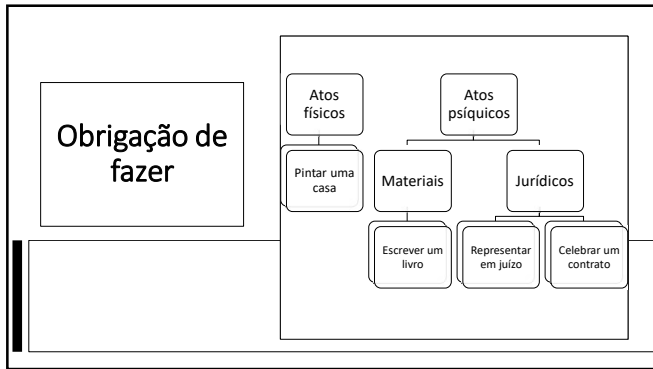 Obrigação de
fazer
Atos
físicos
Pintar uma
casa
Atos
psíquicos
Materiais
Escrever um
livro
Jurídicos
Representar
em juízo
Celebrar um
contrato